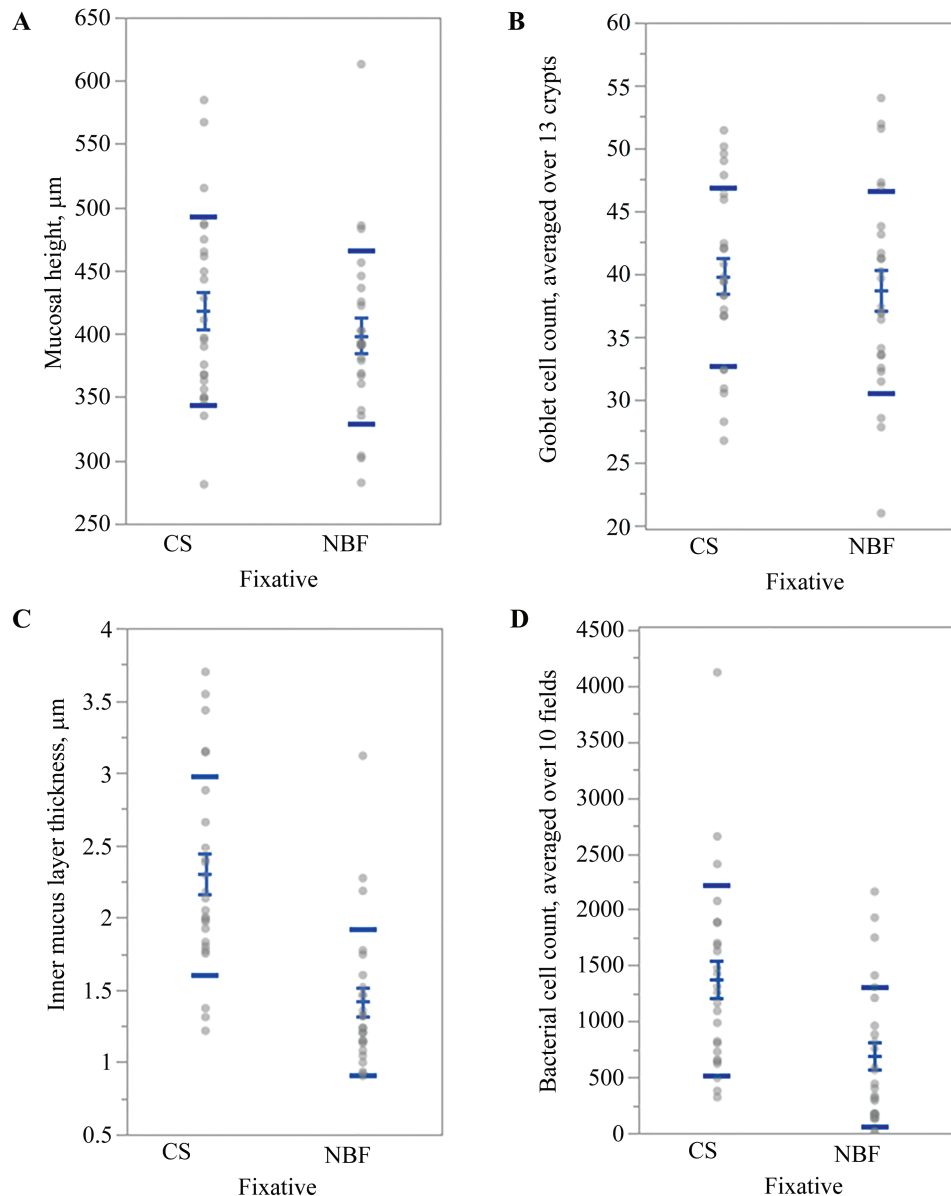 A
Mucosal height, µm
650
600
550
500
450
400
350
300
250
CS
NBF
Fixative
B
Goblet cell count, averaged over 13 crypts
60
55
50
45
40
35
30
25
20
CS
NBF
Fixative
C
Inner mucus layer thickness, µm
4
3.5
3
2.5
2
1.5
1
0.5
CS
NBF
Fixative
D
Bacterial cell count, averaged over 10 fields
4500
4000
3500
3000
2500
2000
1500
1000
500
0
CS
NBF
Fixative